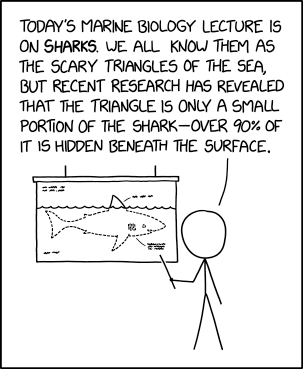 TODAY'S MARINE BIOLOGY LECTURE IS
ON SHARKS. WE ALL KNOW THEM AS
THE SCARY TRIANGLES OF THE SEA,
BUT RECENT RESEARCH HAS REVEALED
THAT THE TRIANGLE IS ONLY A SMALL
PORTION OF THE SHARK—OVER 90% OF
IT IS HIDDEN BENEATH THE SURFACE.